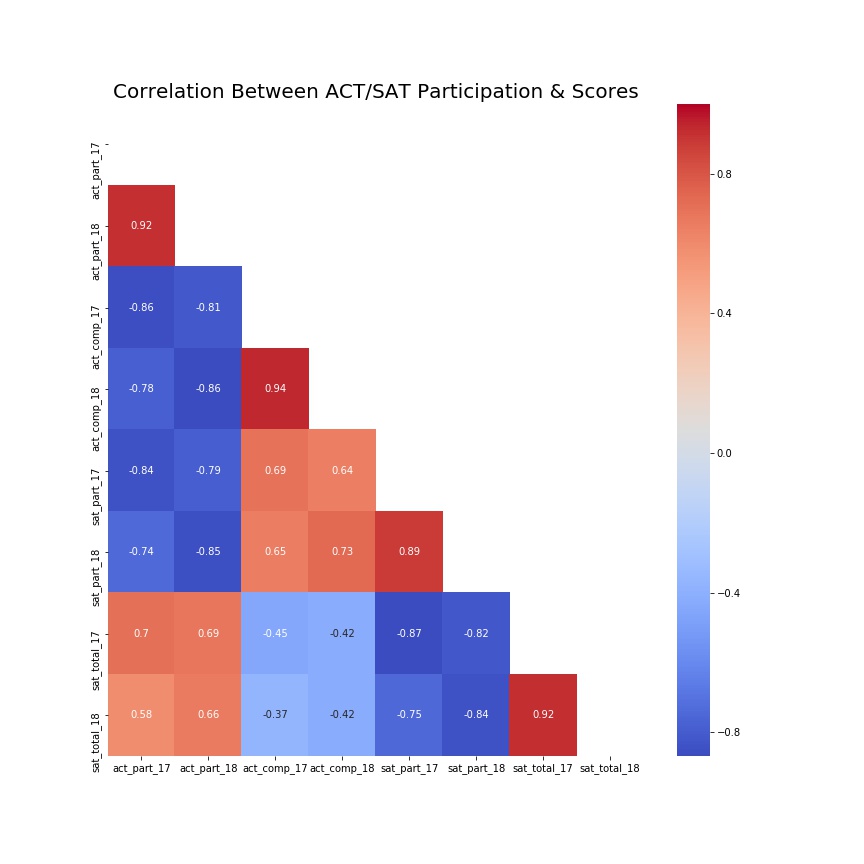 Correlation Between ACT/SAT Participation & Scores
act_part_17
act_part_18
0.92
act_comp_17
-0.86 -0.81
act_comp_18
-0.78 -0.86 0.94
sat_part_17
-0.84 -0.79 0.69 0.64
sat_part_18
-0.74 -0.85 0.65 0.73 0.89
sat_total_17
0.7 0.69 -0.45 -0.42 -0.87 -0.82
sat_total_18
0.58 0.66 -0.37 -0.42 -0.75 -0.84 0.92
act_part_17 act_part_18 act_comp_17 act_comp_18 sat_part_17 sat_part_18 sat_total_17 sat_total_18
0.8
0.4
0.0
−0.4
−0.8